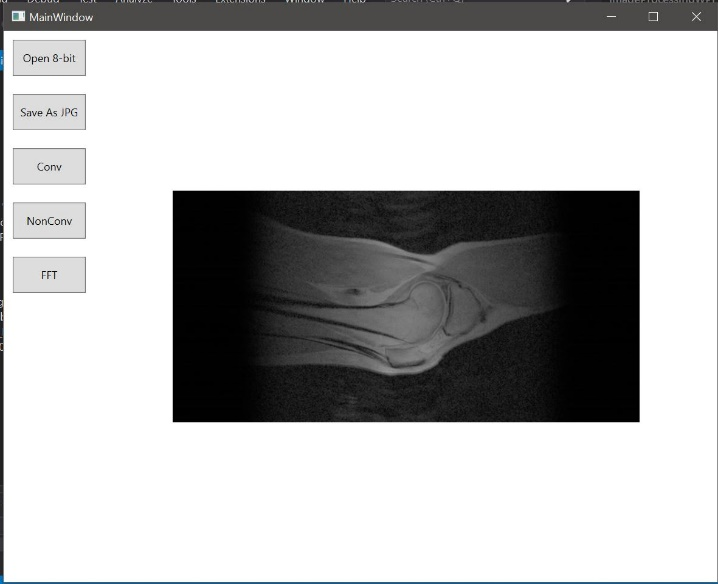 MainWindow
Open 8-bit
Save As JPG
Conv
NonConv
FFT